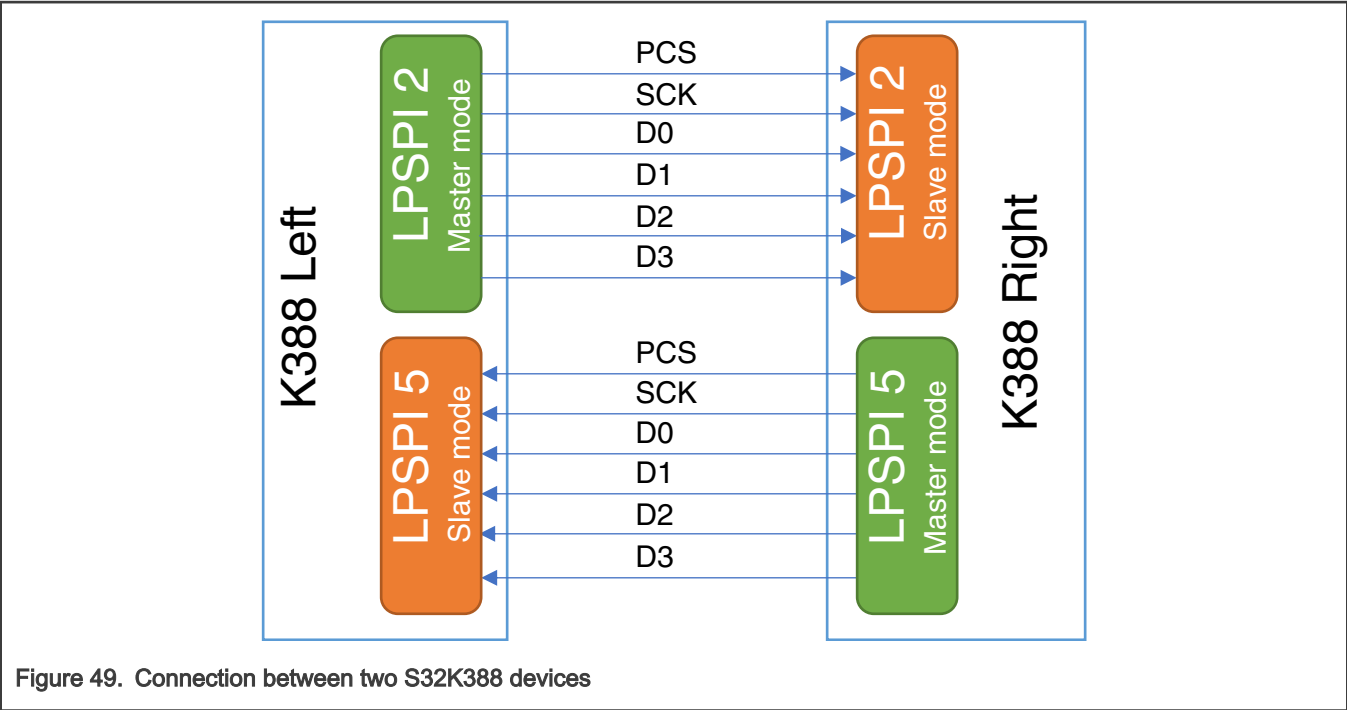 K388 Left
LPSPI 2
Master mode
PCS
SCK
D0
D1
D2
D3
LPSPI 2
Slave mode
K388 Right
LPSPI 5
Slave mode
PCS
SCK
D0
D1
D2
D3
LPSPI 5
Master mode
Figure 49. Connection between two S32K388 devices